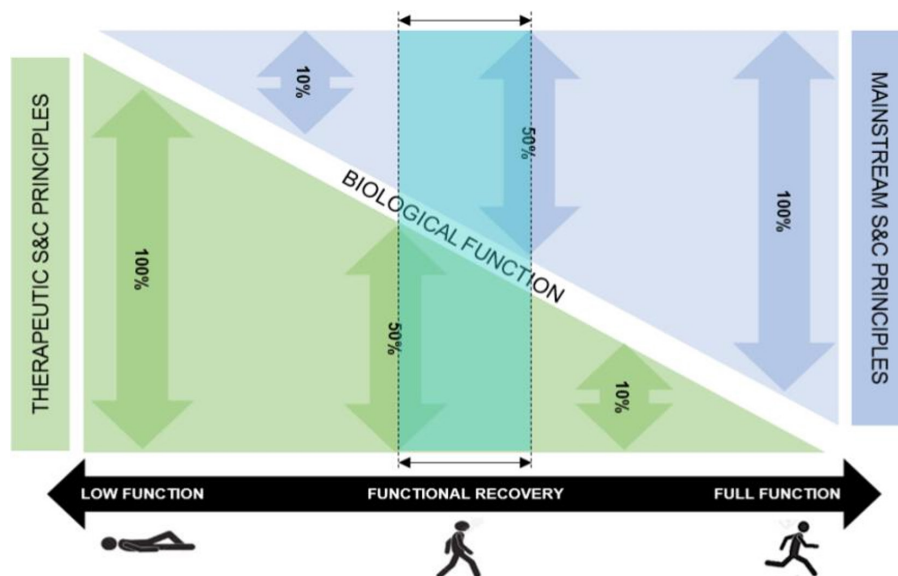 THERAPEUTIC S&C PRINCIPLES
100%
10%
50%
BIOLOGICAL FUNCTION
50%
10%
100%
MAINSTREAM S&C PRINCIPLES
LOW FUNCTION
FUNCTIONAL RECOVERY
FULL FUNCTION